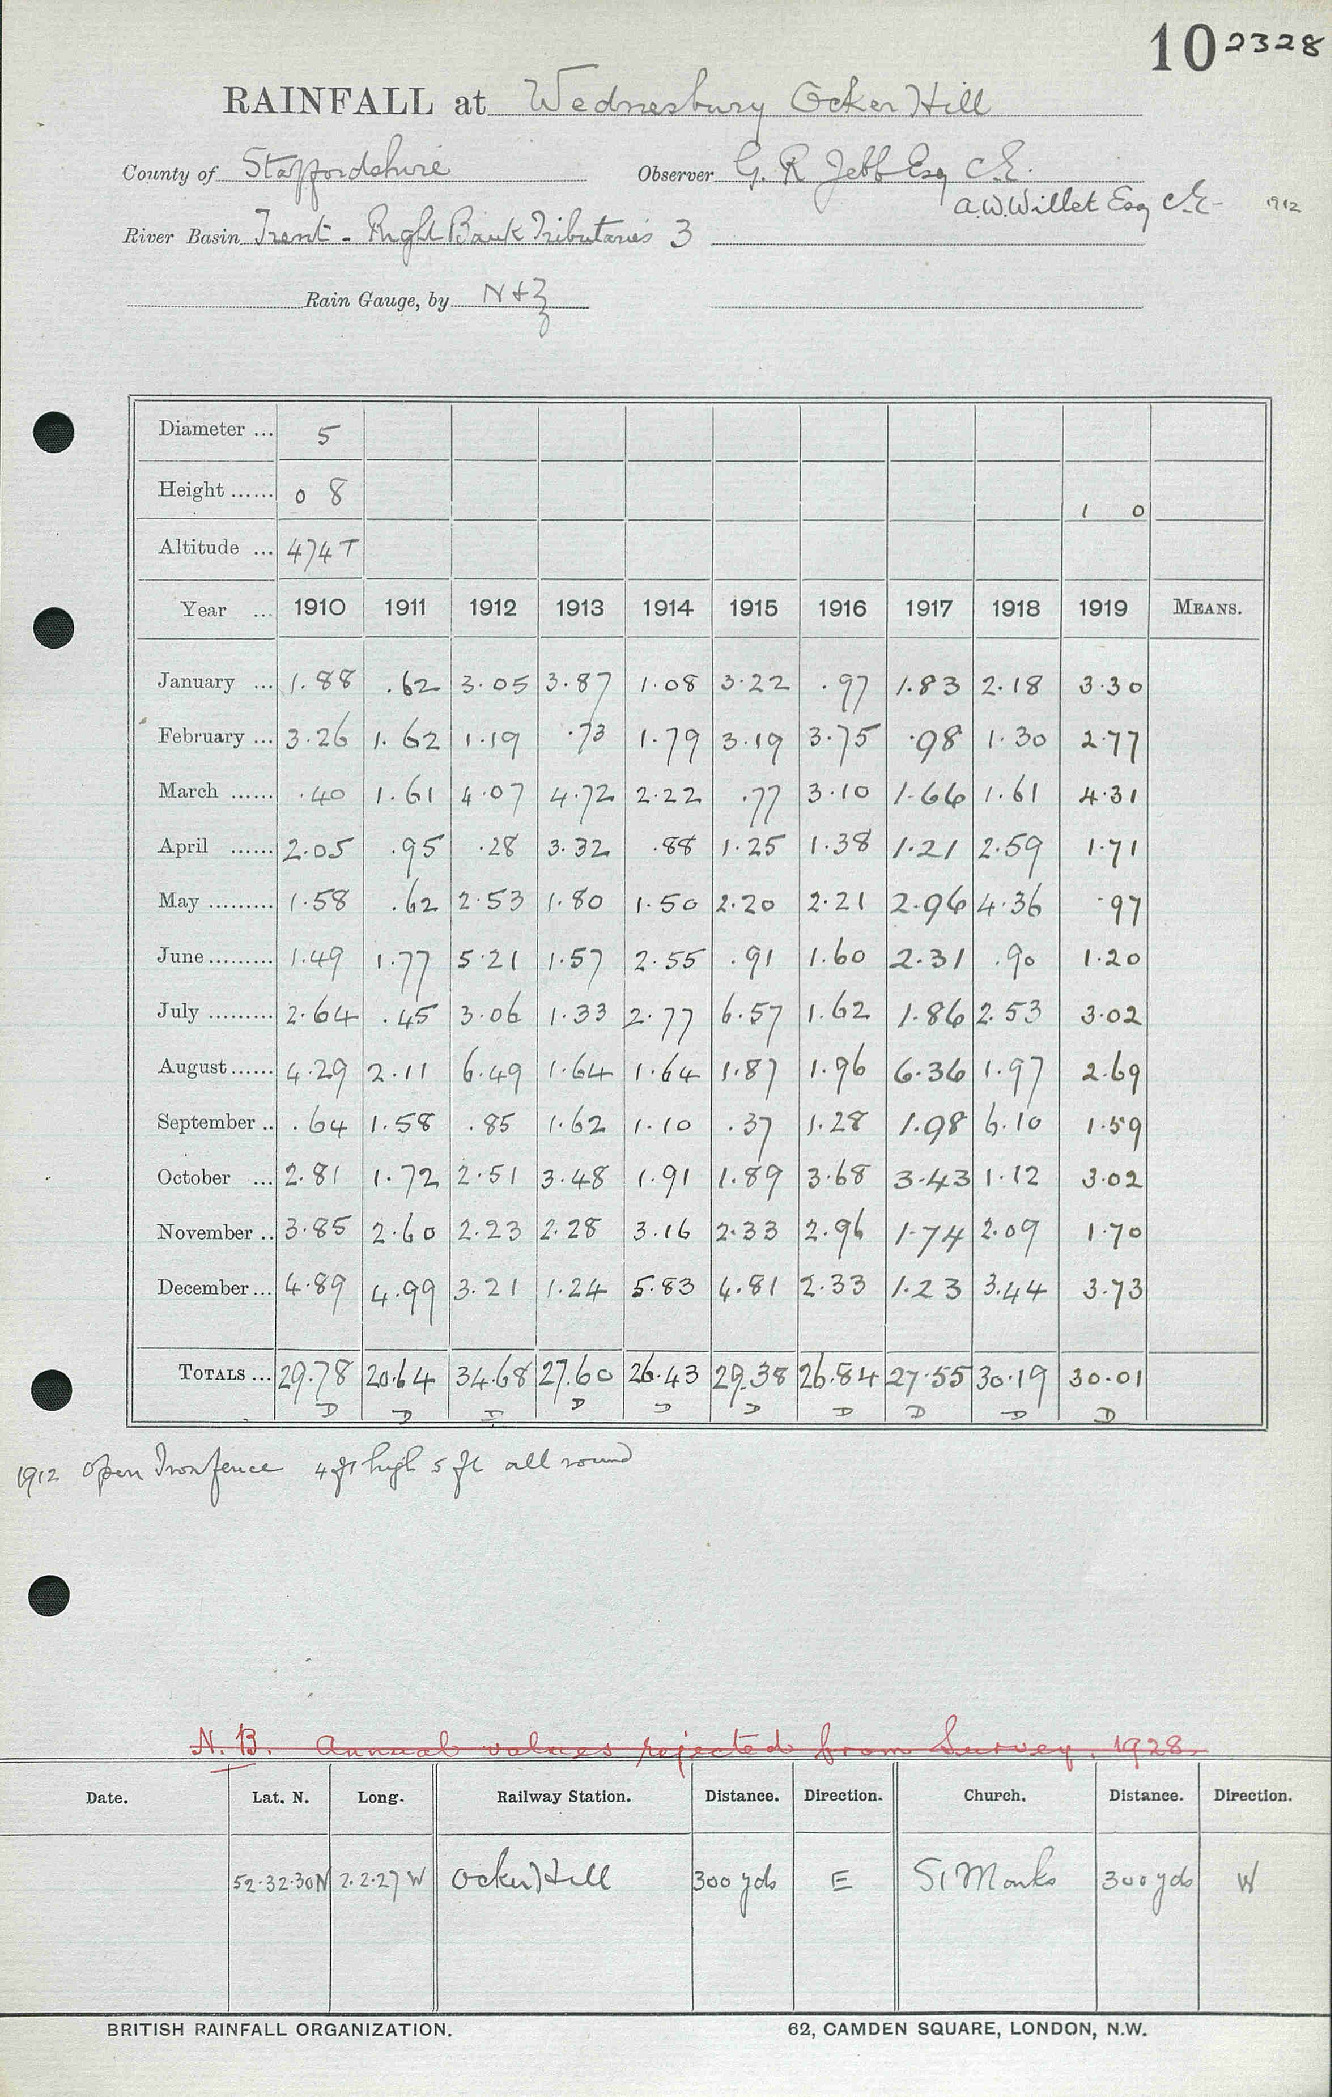 10 2328
RAINFALL at Wednesbury Ocker Hill
County of Staffordshire Observer G. R Jebb Esq C.E.
A.W.Willet Esq C.E- 1912
River Basin Trent - Right Bank Tributaries 3
Rain Gauge, by N & Z
Diameter ... 5
Height ...... 0 8 1 0
Altitude ... 474 T
Year ... 1910 1911 1912 1913 1914 1915 1916 1917 1918 1919 MEANS.
January ... 1.88 .62 3.05 3.87 1.08 3.22 .97 1.83 2.18 3.30
February ... 3.26 1.62 1.19 .73 1.79 3.19 3.75 .98 1.30 2.77
March ...... .40 1.61 4.07 4.72 2.22 .77 3.10 1.66 1.61 4.31
April ...... 2.05 .95 .28 3.32 .88 1.25 1.38 1.21 2.59 1.71
May ......... 1.58 .62 2.53 1.80 1.50 2.20 2.21 2.96 4.36 .97
June ......... 1.49 1.77 5.21 1.57 2.55 .91 1.60 2.31 .90 1.20
July ......... 2.64 .45 3.06 1.33 2.77 6.57 1.62 1.86 2.53 3.02
August ...... 4.29 2.11 6.49 1.64 1.64 1.87 1.96 6.36 1.97 2.69
September .. .64 1.58 .85 1.62 1.10 .37 1.28 1.98 6.10 1.59
October ... 2.81 1.72 2.51 3.48 1.91 1.89 3.68 3.43 1.12 3.02
November .. 3.85 2.60 2.23 2.28 3.16 2.33 2.96 1.74 2.09 1.70
December ... 4.89 4.99 3.21 1.24 5.83 4.81 2.33 1.23 3.44 3.73
TOTALS ... 29.78 20.64 34.68 27.60 26.43 29.38 26.84 27.55 30.19 30.01
D D D D D D D D D D
1912 Open Iron fence 4 ft high 5 ft all round
N.B. Annual values rejected from Survey. 1928.
Date. Lat. N. Long. Railway Station. Distance. Direction. Church. Distance. Direction.
52.32.30N 2.2.27 W Ocker Hill 300 yds E St Marks 300 yds W
BRITISH RAINFALL ORGANIZATION. 62, CAMDEN SQUARE, LONDON, N.W.